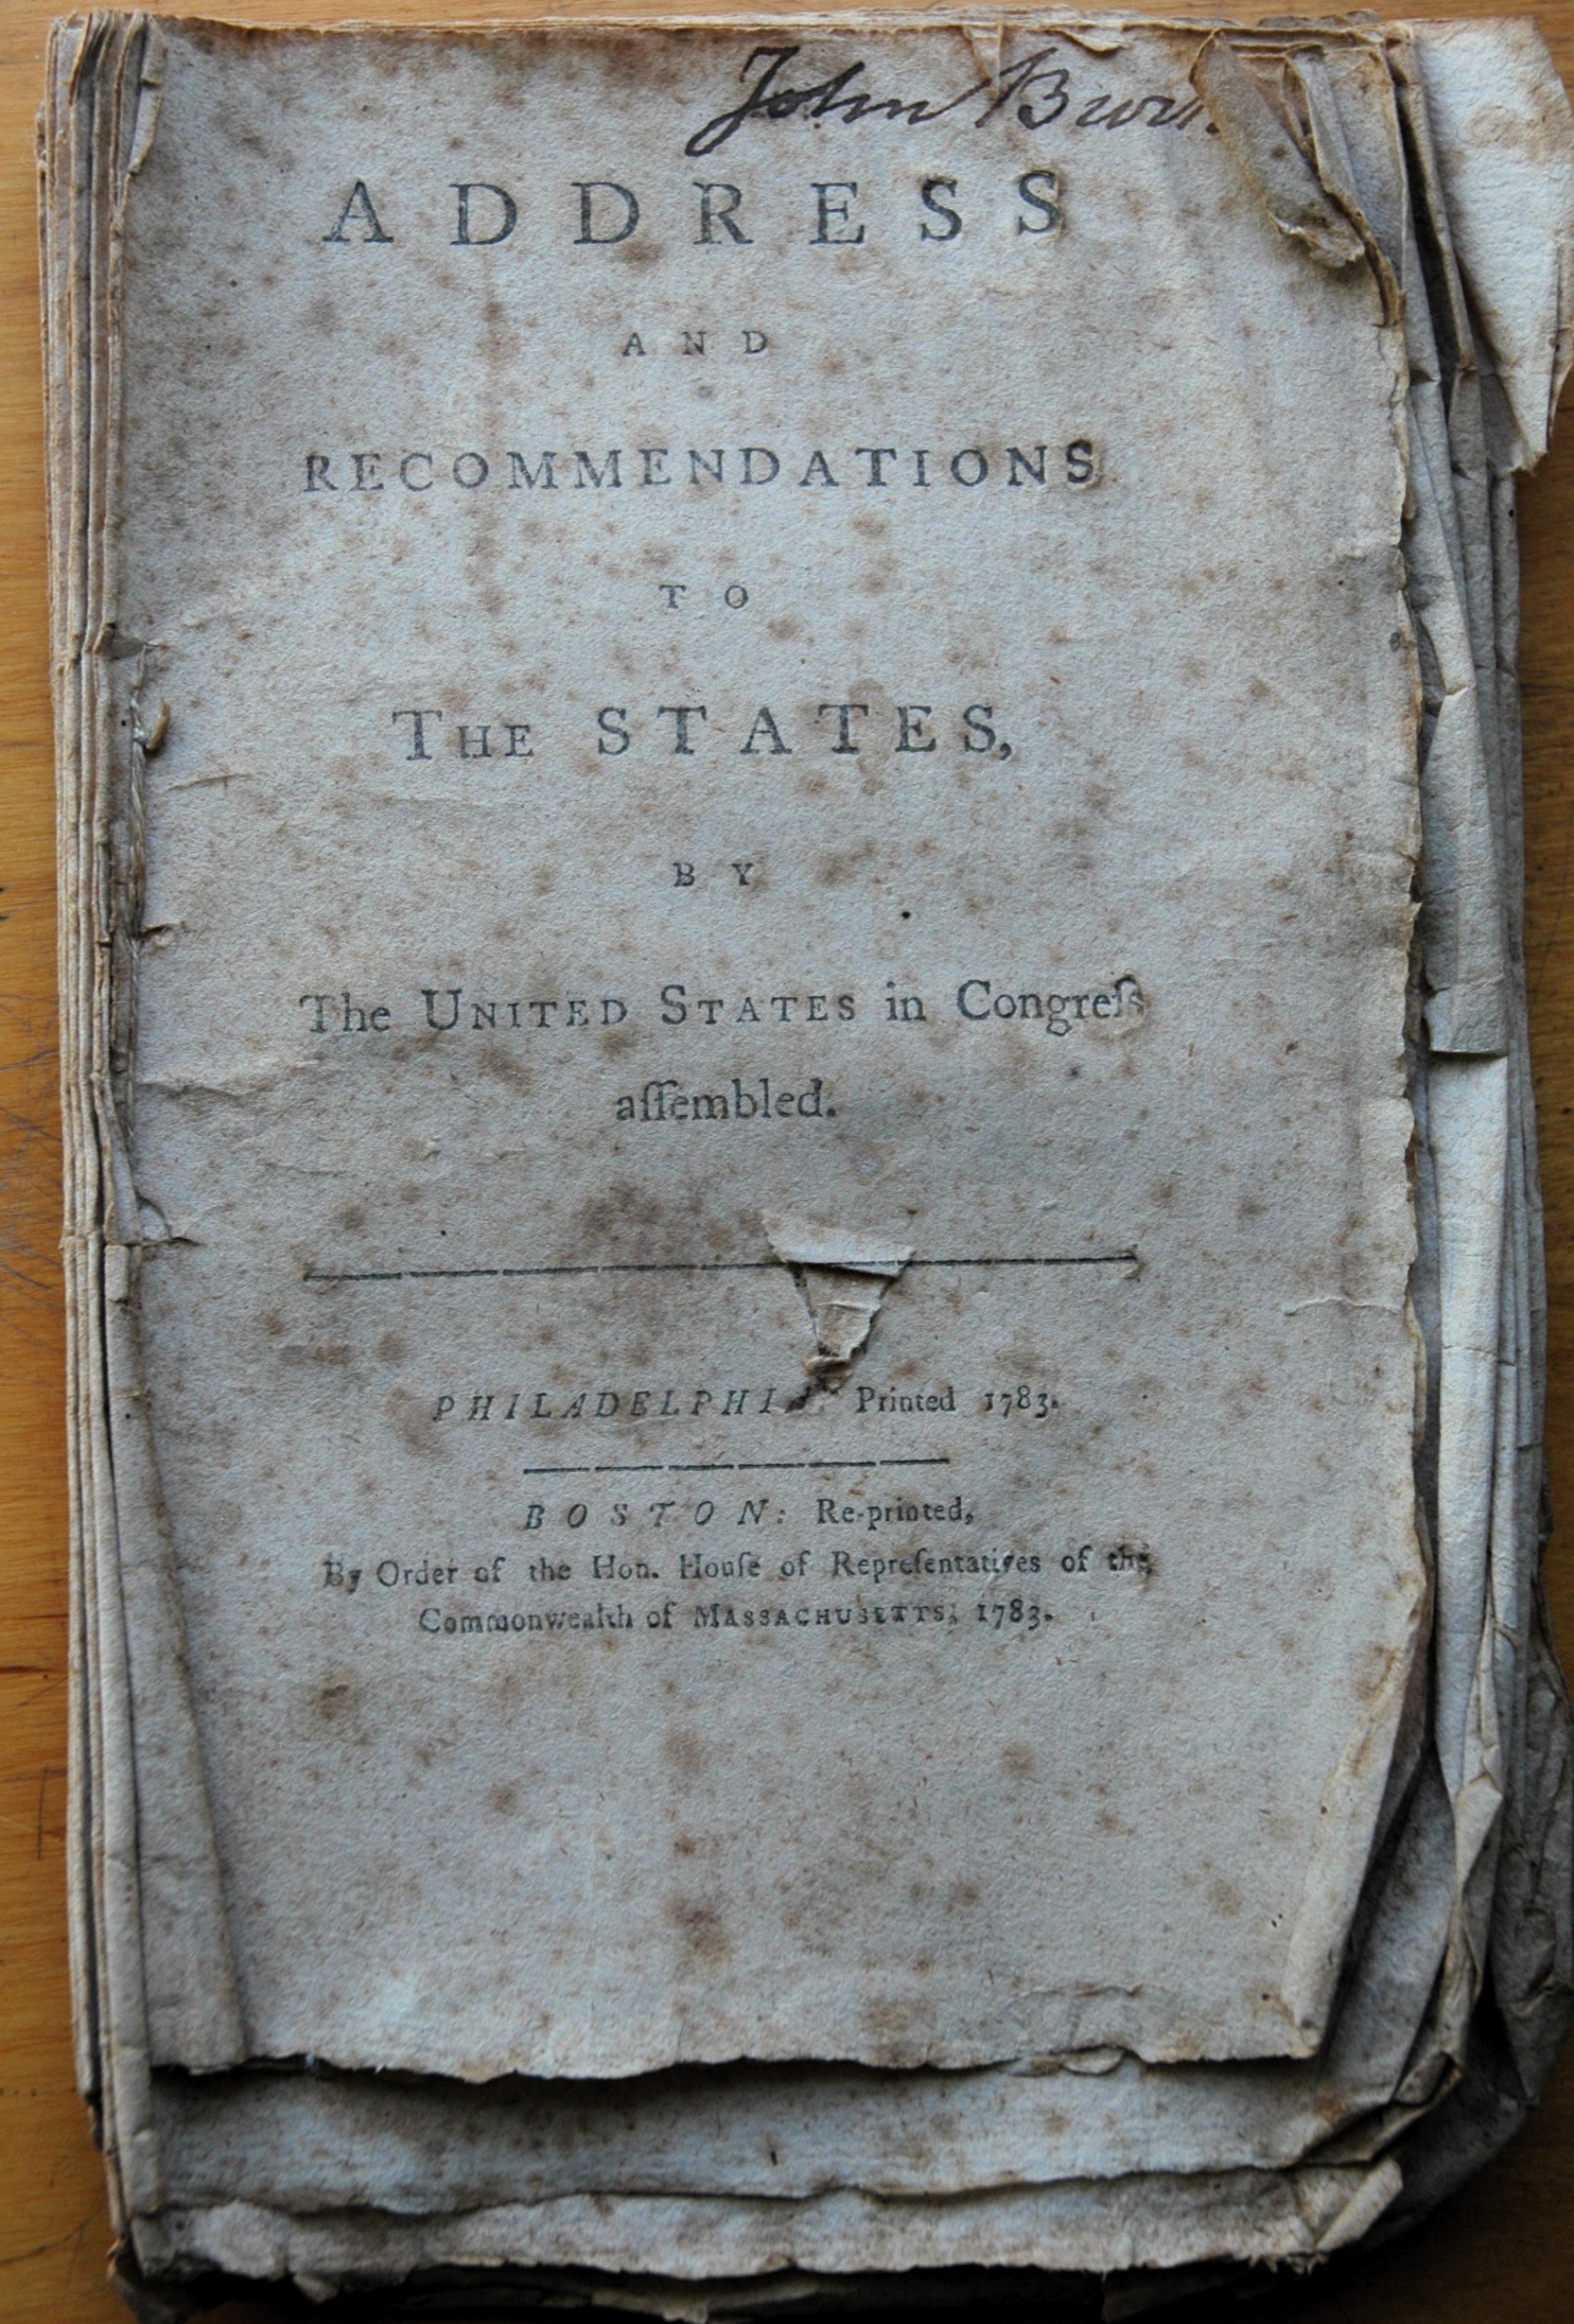 John
ADDRESS
AND
RECOMMENDATIONS
TO
THE STATES,
BY
The UNITED STATES in Congreſs
aſſembled.
PHILADELPHIA: Printed 1783.
BOSTON: Re-printed,
By Order of the Hon. Houſe of Repreſentatives of the
Commonwealth of MASSACHUSETTS, 1783.